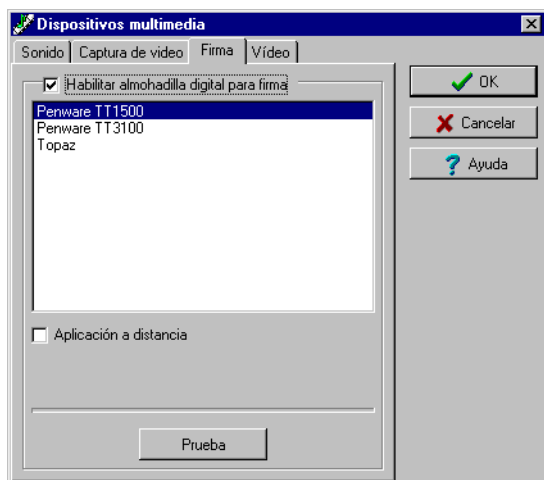 Dispositivos multimedia
Sonido Captura de video Firma Vídeo
Habilitar almohadilla digital para firma
Penware TT1500
Penware TT3100
Topaz
Aplicación a distancia
Prueba
OK
Cancelar
Ayuda